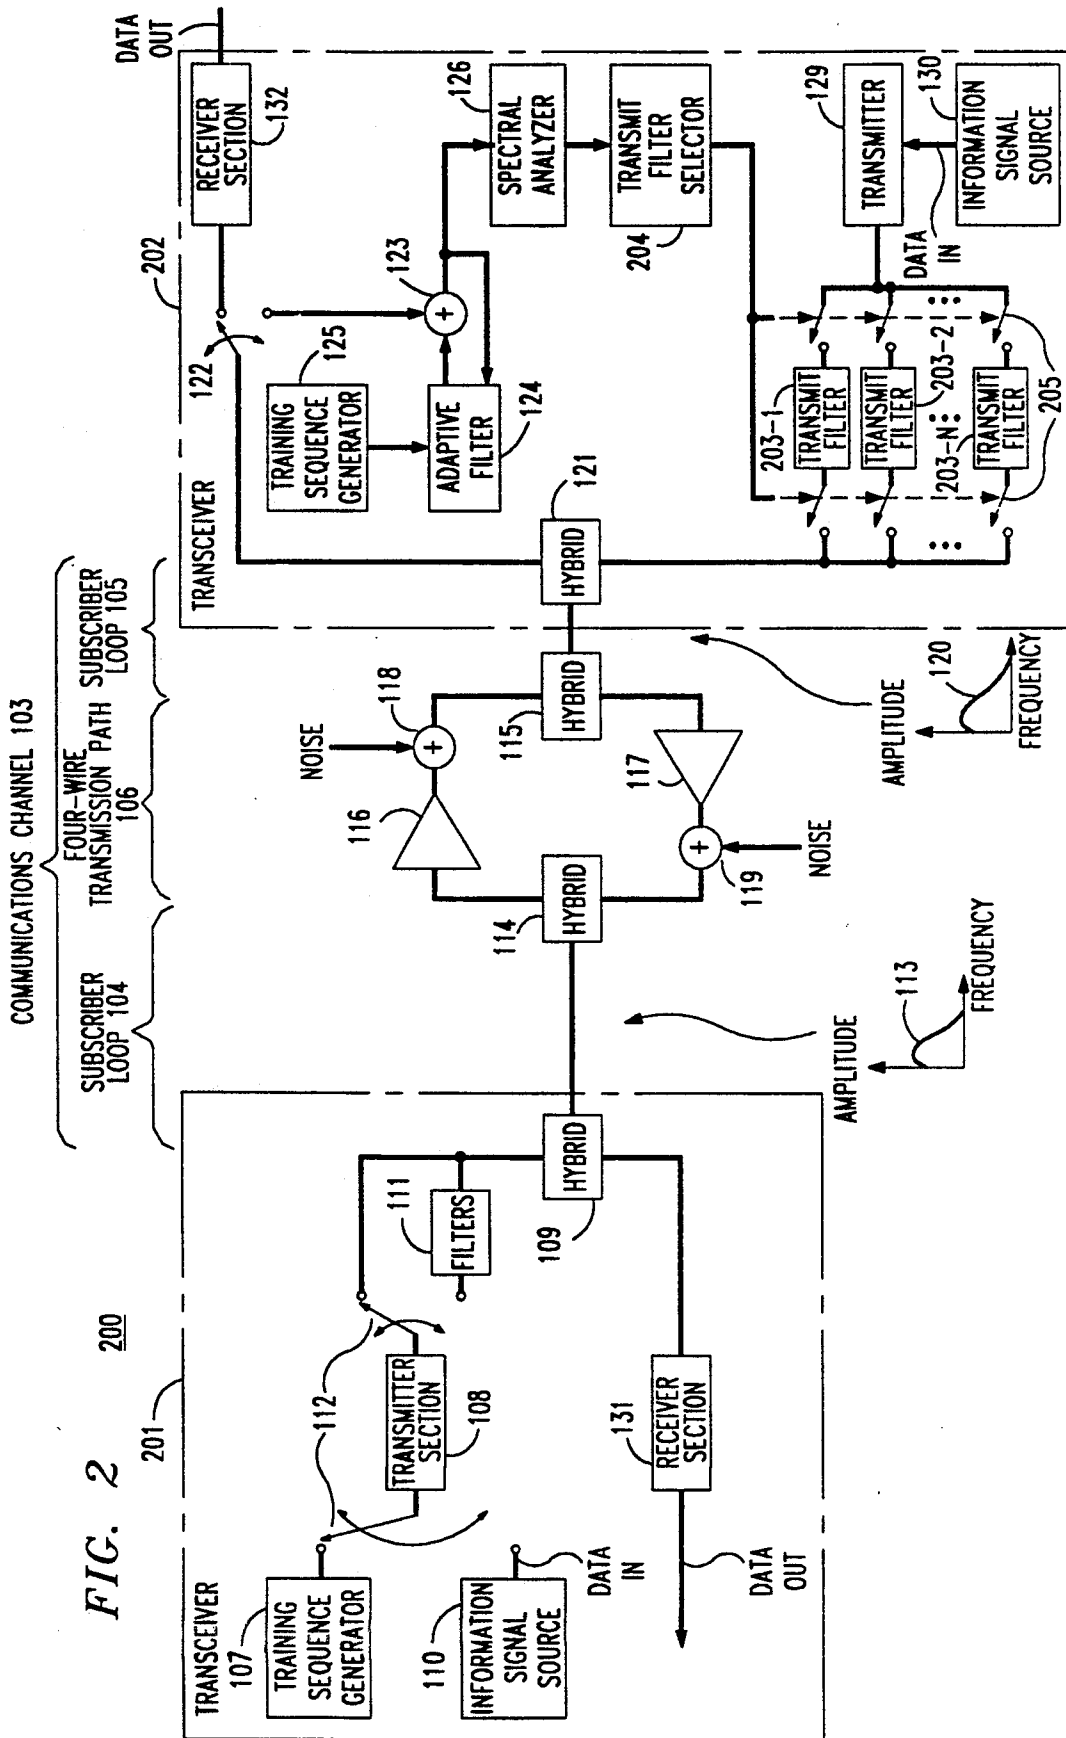 FIG. 2
200
COMMUNICATIONS CHANNEL 103
SUBSCRIBER
LOOP 104
FOUR-WIRE
TRANSMISSION PATH
106
SUBSCRIBER
LOOP 105
201
TRANSCEIVER
107
TRAINING
SEQUENCE
GENERATOR
110
INFORMATION
SIGNAL
SOURCE
DATA
IN
112
TRANSMITTER
SECTION
108
111
FILTERS
HYBRID
109
131
RECEIVER
SECTION
DATA
OUT
AMPLITUDE
113
FREQUENCY
HYBRID
114
116
NOISE
+
118
HYBRID
115
117
+
119
NOISE
AMPLITUDE
120
FREQUENCY
202
TRANSCEIVER
HYBRID
121
122
RECEIVER
SECTION
132
DATA
OUT
TRAINING
SEQUENCE
GENERATOR
125
ADAPTIVE
FILTER
124
+
123
SPECTRAL
ANALYZER
126
TRANSMIT
FILTER
SELECTOR
204
203-1
TRANSMIT
FILTER
TRANSMIT
FILTER
203-2
203-N
TRANSMIT
FILTER
205
TRANSMITTER
129
DATA
IN
INFORMATION
SIGNAL
SOURCE
130